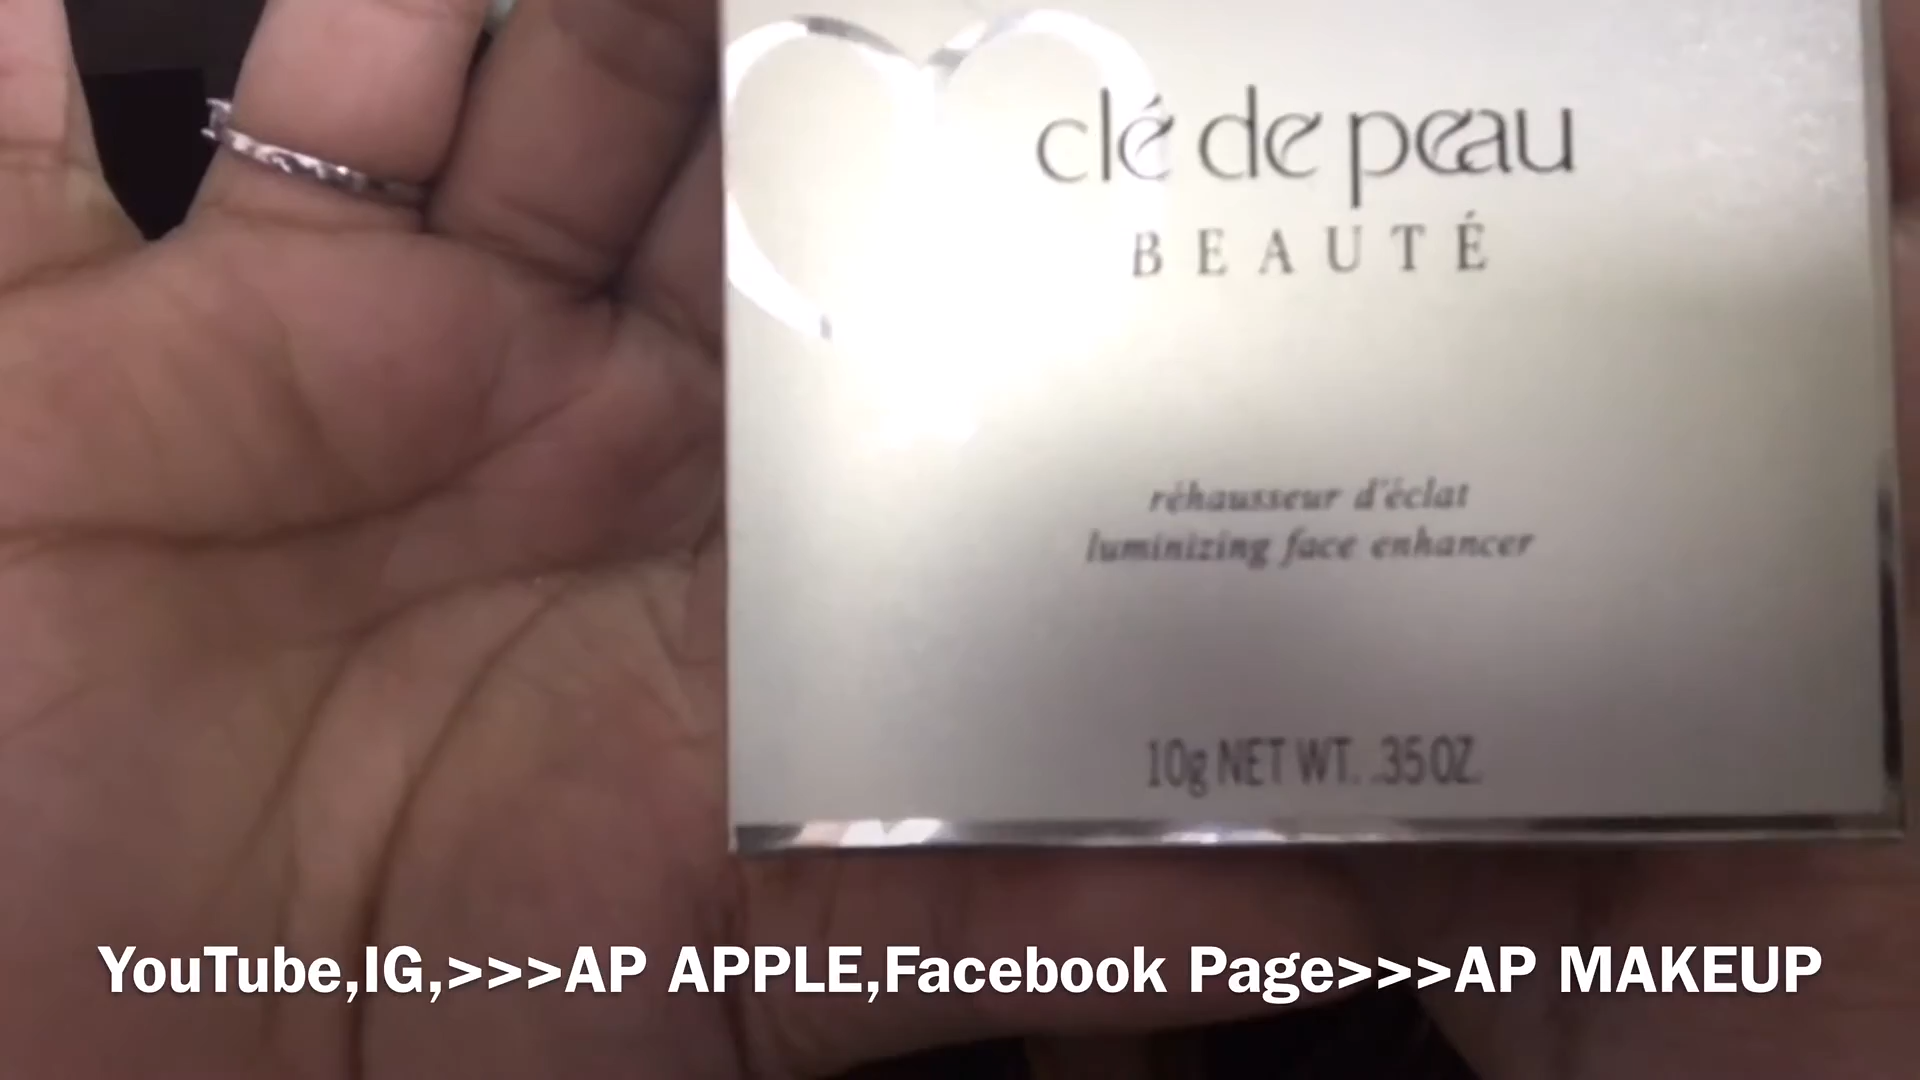 clé de peau
BEAUTÉ
réhausseur d'éclat
luminizing face enhancer
10g NET WT. .35 OZ.
YouTube,IG,>>>AP APPLE,Facebook Page>>>AP MAKEUP